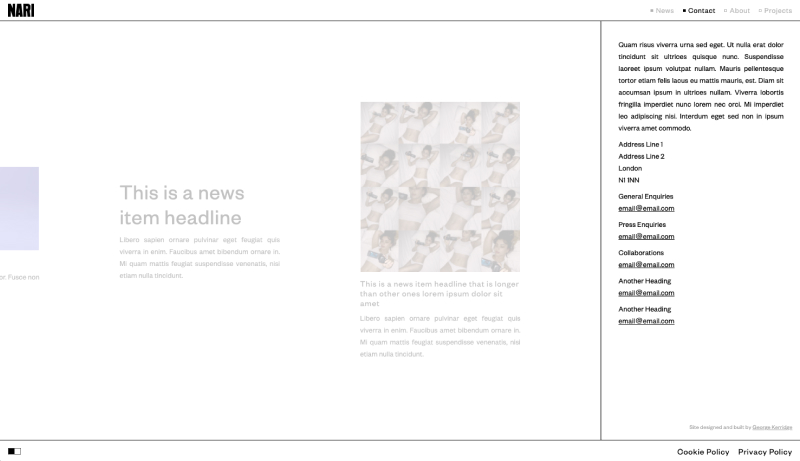 NARI
News
Contact
About
Projects
or. Fusce non
This is a news
item headline
Libero sapien ornare pulvinar eget feugiat quis
viverra in enim. Faucibus amet bibendum ornare in.
Mi quam mattis feugiat suspendisse venenatis, nisi
etiam nulla tincidunt.
This is a news item headline that is longer
than other ones lorem ipsum dolor sit
amet
Libero sapien ornare pulvinar eget feugiat quis
viverra in enim. Faucibus amet bibendum ornare in.
Mi quam mattis feugiat suspendisse venenatis, nisi
etiam nulla tincidunt.
Quam risus viverra urna sed eget. Ut nulla erat dolor
tincidunt sit ultrices quisque nunc. Suspendisse
laoreet ipsum volutpat nullam. Mauris pellentesque
tortor etiam felis lacus eu mattis mauris, est. Diam sit
accumsan ipsum in ultrices nullam. Viverra lobortis
fringilla imperdiet nunc lorem nec orci. Mi imperdiet
leo adipiscing nisi. Interdum eget sed non in ipsum
viverra amet commodo.
Address Line 1
Address Line 2
London
N1 1NN
General Enquiries
email@email.com
Press Enquiries
email@email.com
Collaborations
email@email.com
Another Heading
email@email.com
Another Heading
email@email.com
Site designed and built by George Kerridge
Cookie Policy
Privacy Policy